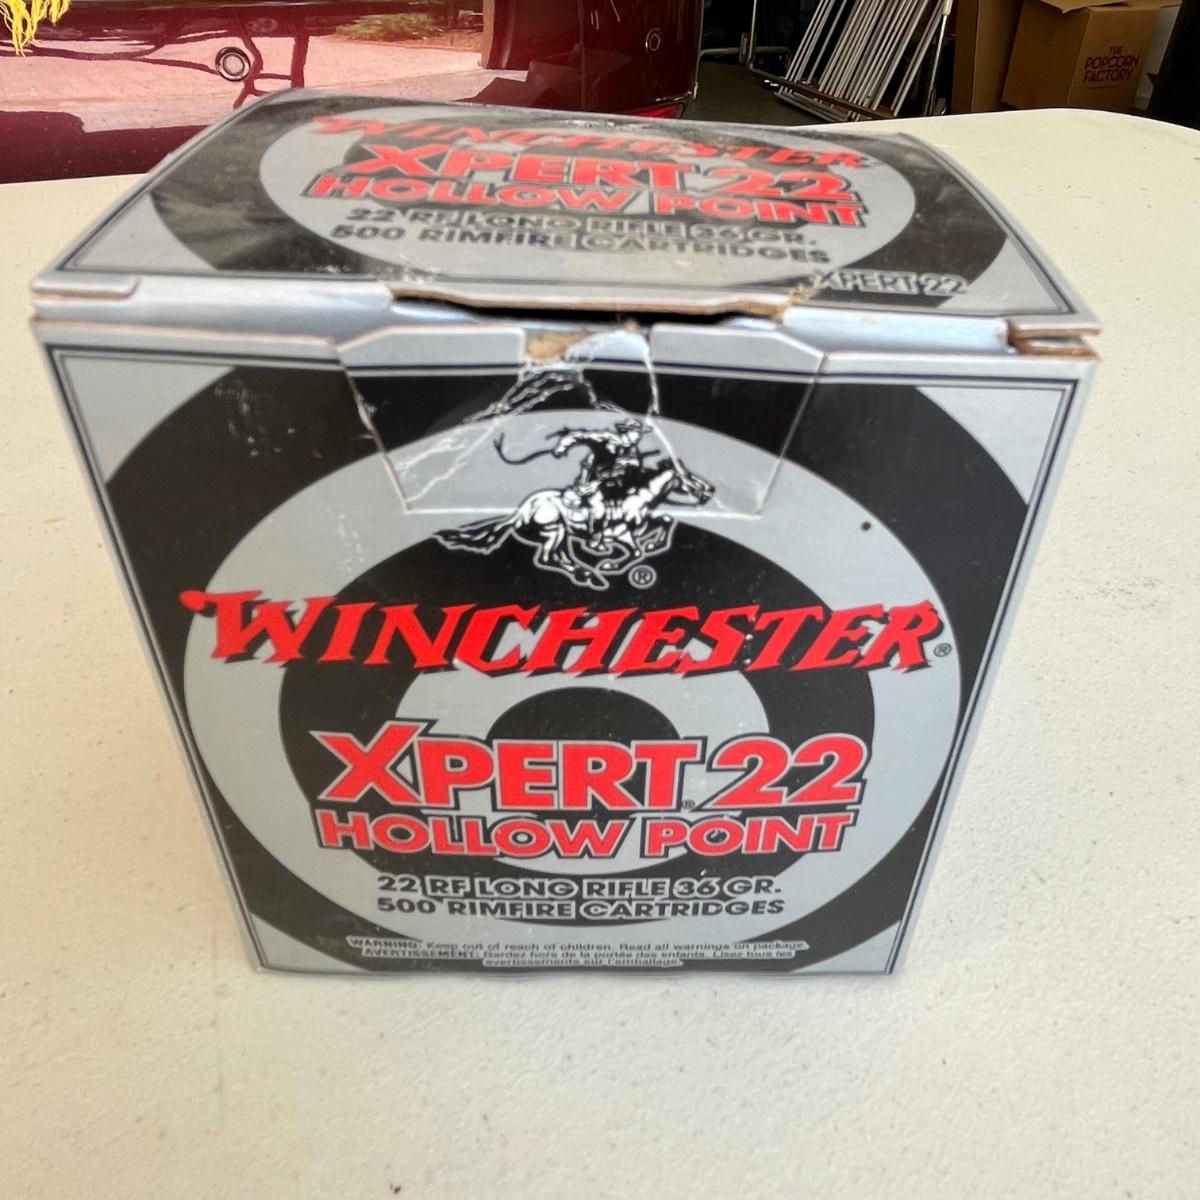 THE
POPCORN
FACTORY
WINCHESTER
XPERT 22
HOLLOW POINT
22 RF LONG RIFLE 36 GR.
500 RIMFIRE CARTRIDGES
XPERT 22
®
WINCHESTER®
XPERT®22
HOLLOW POINT
22 RF LONG RIFLE 36 GR.
500 RIMFIRE CARTRIDGES
WARNING: Keep out of reach of children. Read all warnings on package.
AVERTISSEMENT: Gardez hors de la portée des enfants. Lisez tous les
avertissements sur l'emballage.